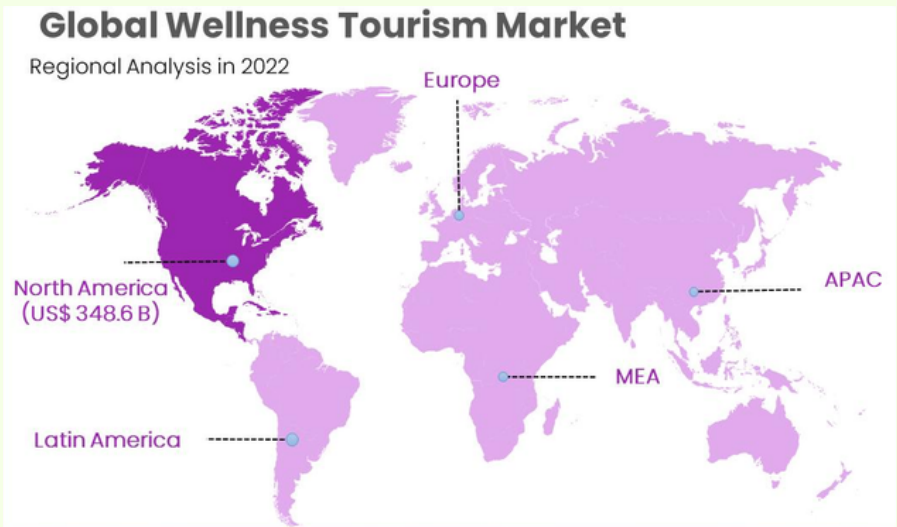 Global Wellness Tourism Market
Regional Analysis in 2022
Europe
North America
(US$ 348.6 B)
APAC
MEA
Latin America